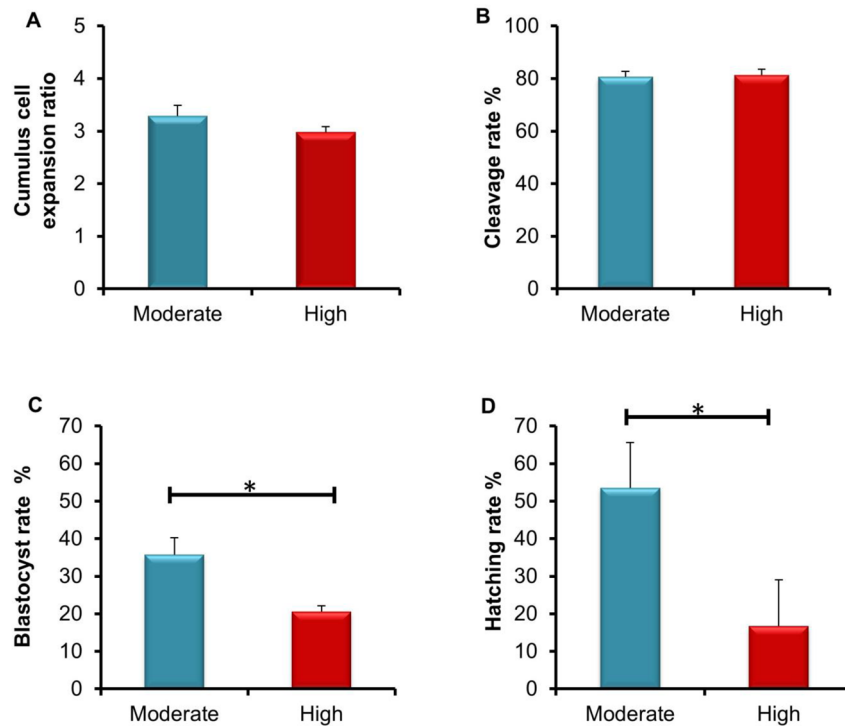 A
Cumulus cell
expansion ratio
5
4
3
2
1
0
Moderate High
B
Cleavage rate %
100
80
60
40
20
0
Moderate High
C
Blastocyst rate %
70
60
50
40
30
20
10
0
*
Moderate High
D
Hatching rate %
70
60
50
40
30
20
10
0
*
Moderate High